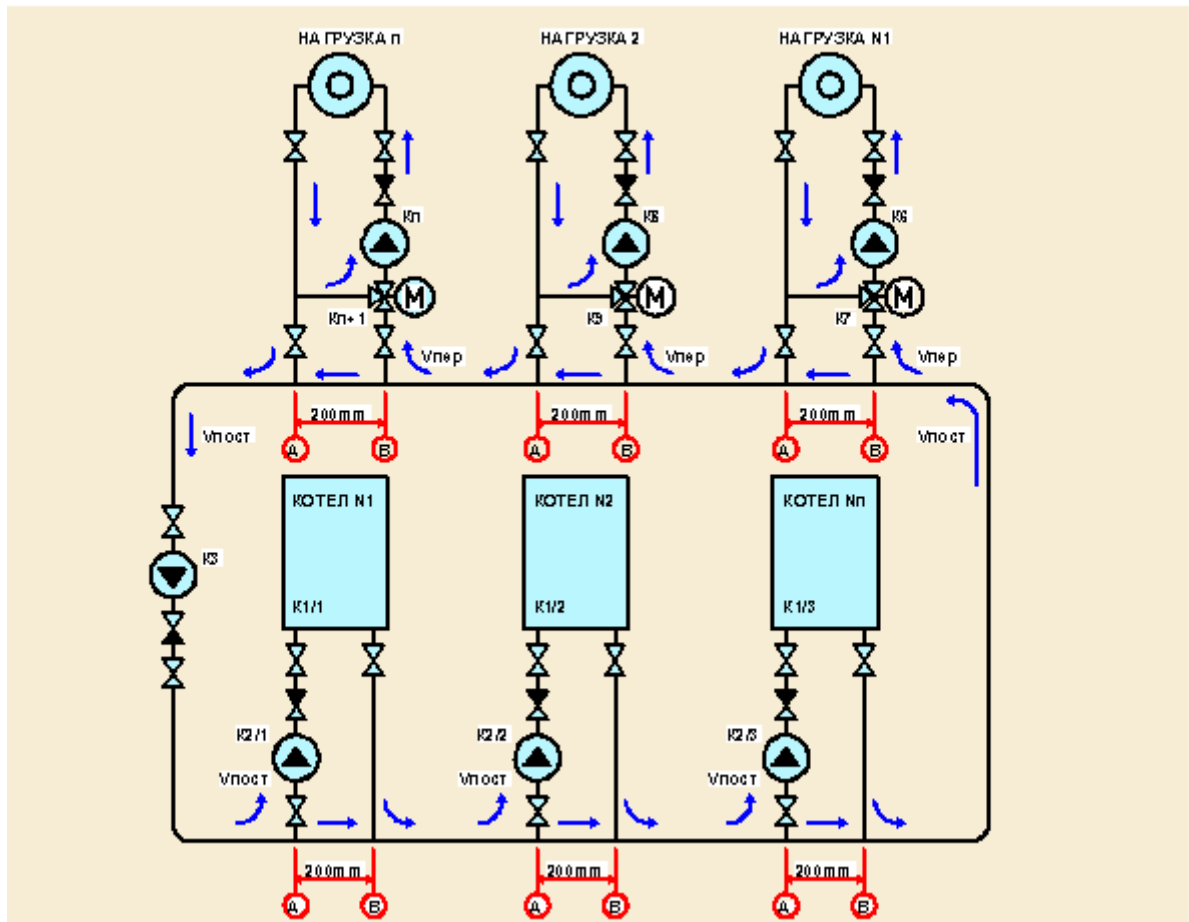 НАГРУЗКА n
НАГРУЗКА 2
НАГРУЗКА N1
Кn
К8
К6
М
М
М
Кn+1
К9
К7
Vпер
Vпер
Vпер
200mm
200mm
200mm
Vпост
Vпост
А
В
А
В
А
В
КОТЕЛ N1
КОТЕЛ N2
КОТЕЛ Nn
К3
К1/1
К1/2
К1/3
К2/1
К2/2
К2/3
Vпост
Vпост
Vпост
200mm
200mm
200mm
А
В
А
В
А
В